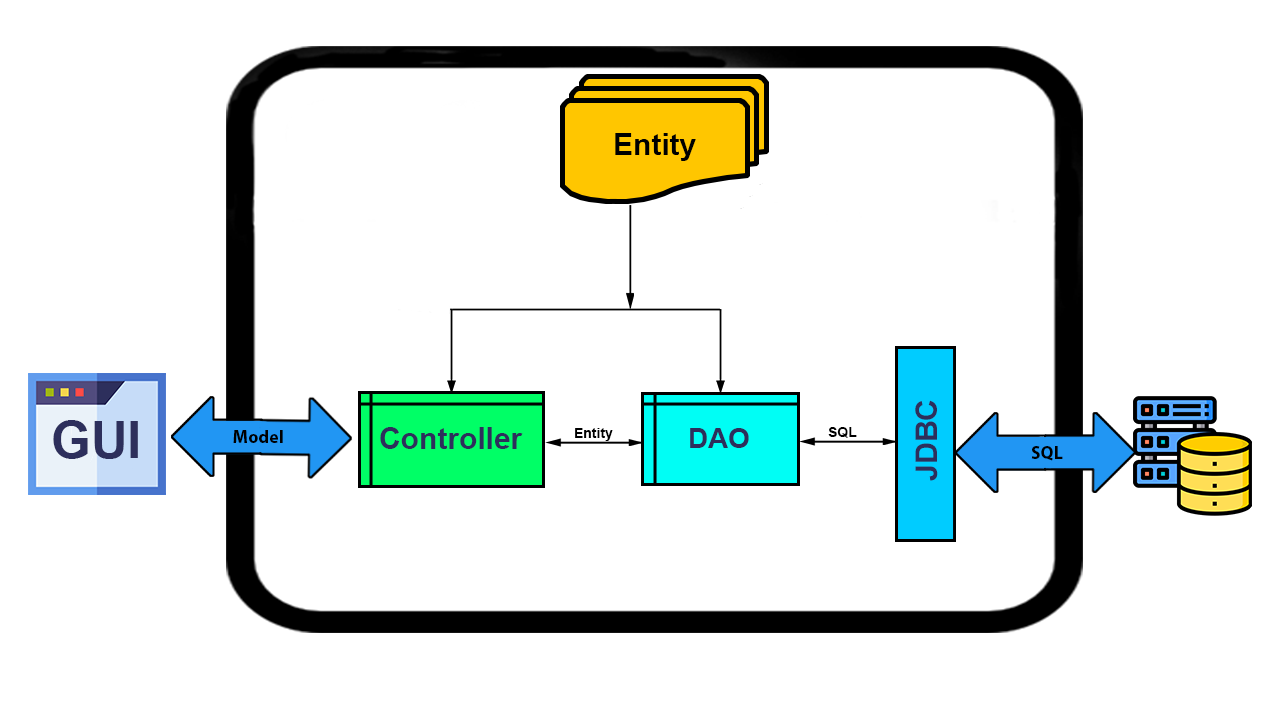 Entity
GUI
Model
Controller
Entity
DAO
SQL
JDBC
SQL